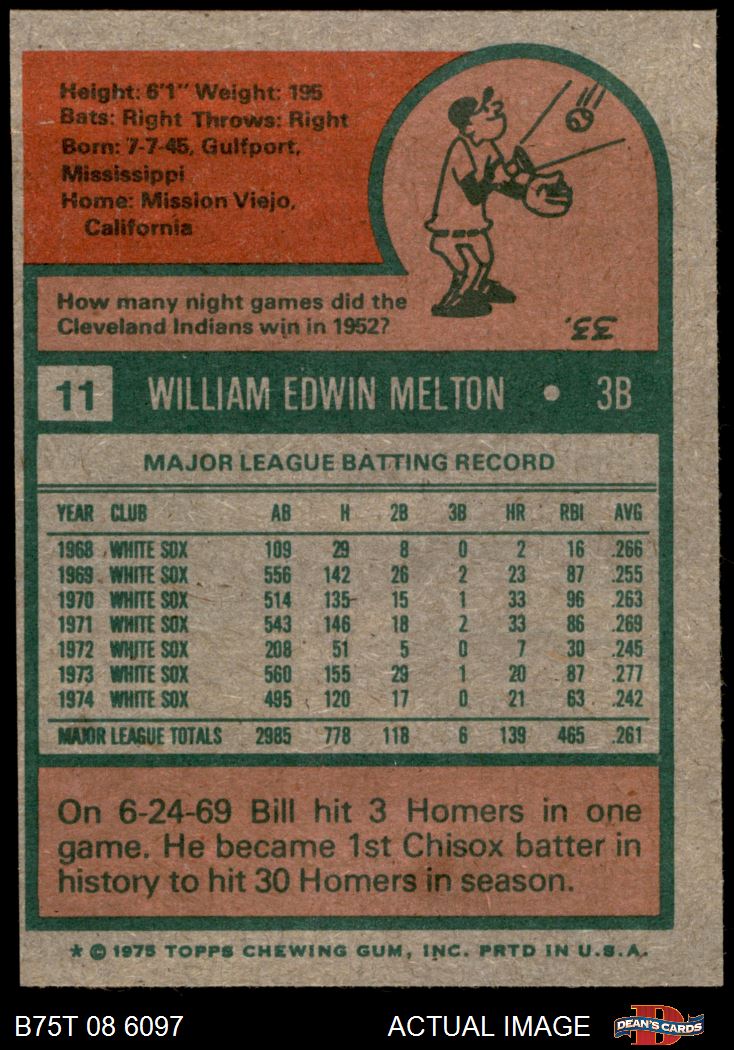 Height: 6'1" Weight: 195
Bats: Right Throws: Right
Born: 7-7-45, Gulfport,
Mississippi
Home: Mission Viejo,
California
How many night games did the
Cleveland Indians win in 1952?
33.
11 WILLIAM EDWIN MELTON • 3B
MAJOR LEAGUE BATTING RECORD
YEAR CLUB AB H 2B 3B HR RBI AVG
1968 WHITE SOX 109 29 8 0 2 16 .266
1969 WHITE SOX 556 142 26 2 23 87 .255
1970 WHITE SOX 514 135 15 1 33 96 .263
1971 WHITE SOX 543 146 18 2 33 86 .269
1972 WHITE SOX 208 51 5 0 7 30 .245
1973 WHITE SOX 560 155 29 1 20 87 .277
1974 WHITE SOX 495 120 17 0 21 63 .242
MAJOR LEAGUE TOTALS 2985 778 118 6 139 465 .261
On 6-24-69 Bill hit 3 Homers in one
game. He became 1st Chisox batter in
history to hit 30 Homers in season.
* © 1975 TOPPS CHEWING GUM, INC. PRTD IN U.S.A.
B75T 08 6097 ACTUAL IMAGE
D DEAN'S CARDS